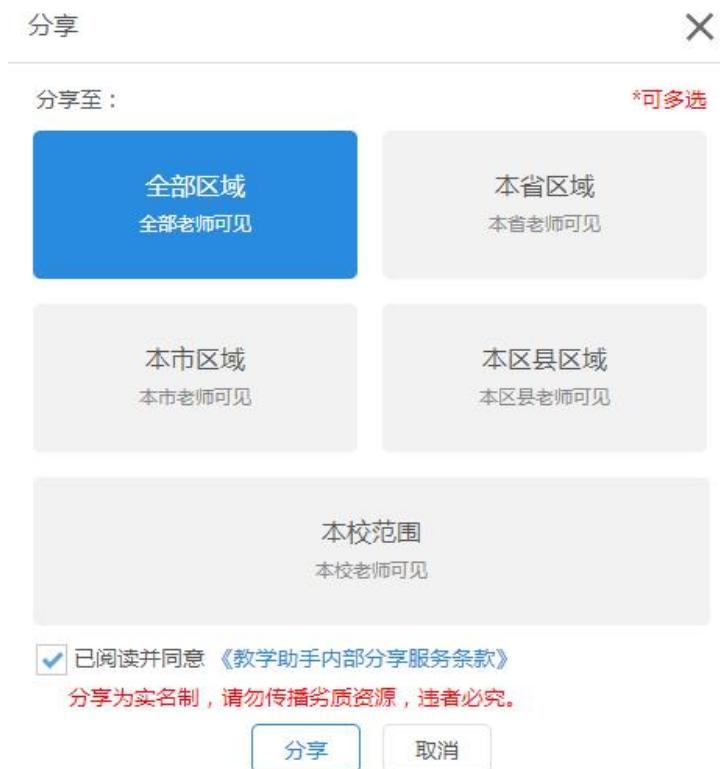 分享
分享至：
*可多选
全部区域
全部老师可见
本省区域
本省老师可见
本市区域
本市老师可见
本区县区域
本区县老师可见
本校范围
本校老师可见
已阅读并同意 《教学助手内部分享服务条款》
分享为实名制，请勿传播劣质资源，违者必究。
分享
取消